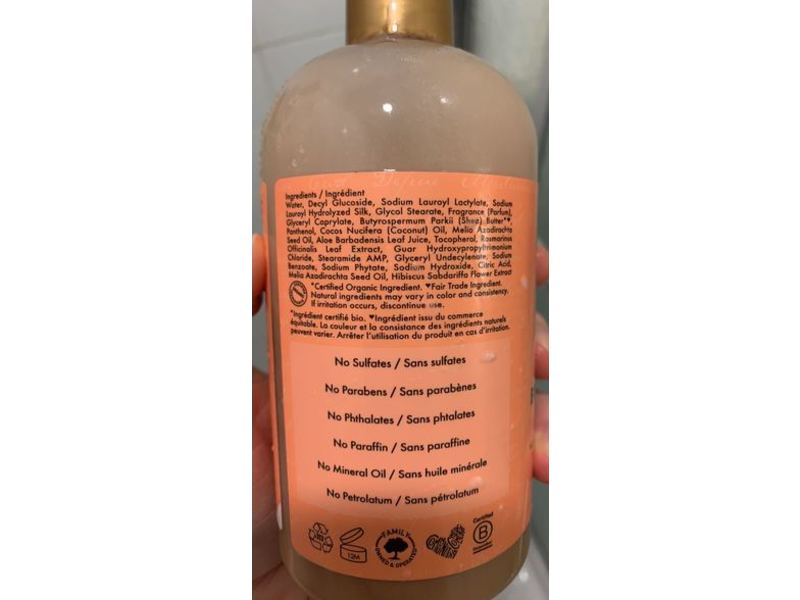 Ingredients / Ingrédient
Water, Decyl Glucoside, Sodium Lauroyl Lactylate, Sodium
Lauroyl Hydrolyzed Silk, Glycol Stearate, Fragrance (Parfum),
Glyceryl Caprylate, Butyrospermum Parkii (Shea) Butter*♥
Panthenol, Cocos Nucifera (Coconut) Oil, Melia Azadirachta
Seed Oil, Aloe Barbadensis Leaf Juice, Tocopherol, Rosmarinus
Officinalis Leaf Extract, Guar Hydroxypropyltrimonium
Chloride, Stearamide AMP, Glyceryl Undecylenate, Sodium
Benzoate, Sodium Phytate, Sodium Hydroxide, Citric Acid,
Melia Azadirachta Seed Oil, Hibiscus Sabdariffa Flower Extract
*Certified Organic Ingredient. ♥Fair Trade Ingredient.
Natural ingredients may vary in color and consistency.
If irritation occurs, discontinue use.
*Ingrédient certifié bio. ♥Ingrédient issu du commerce
équitable. La couleur et la consistance des ingrédients naturels
peuvent varier. Arrêter l'utilisation du produit en cas d'irritation.
No Sulfates / Sans sulfates
No Parabens / Sans parabènes
No Phthalates / Sans phtalates
No Paraffin / Sans paraffine
No Mineral Oil / Sans huile minérale
No Petrolatum / Sans pétrolatum
12M
FAMILY
OWNED & OPERATED
Certified
B